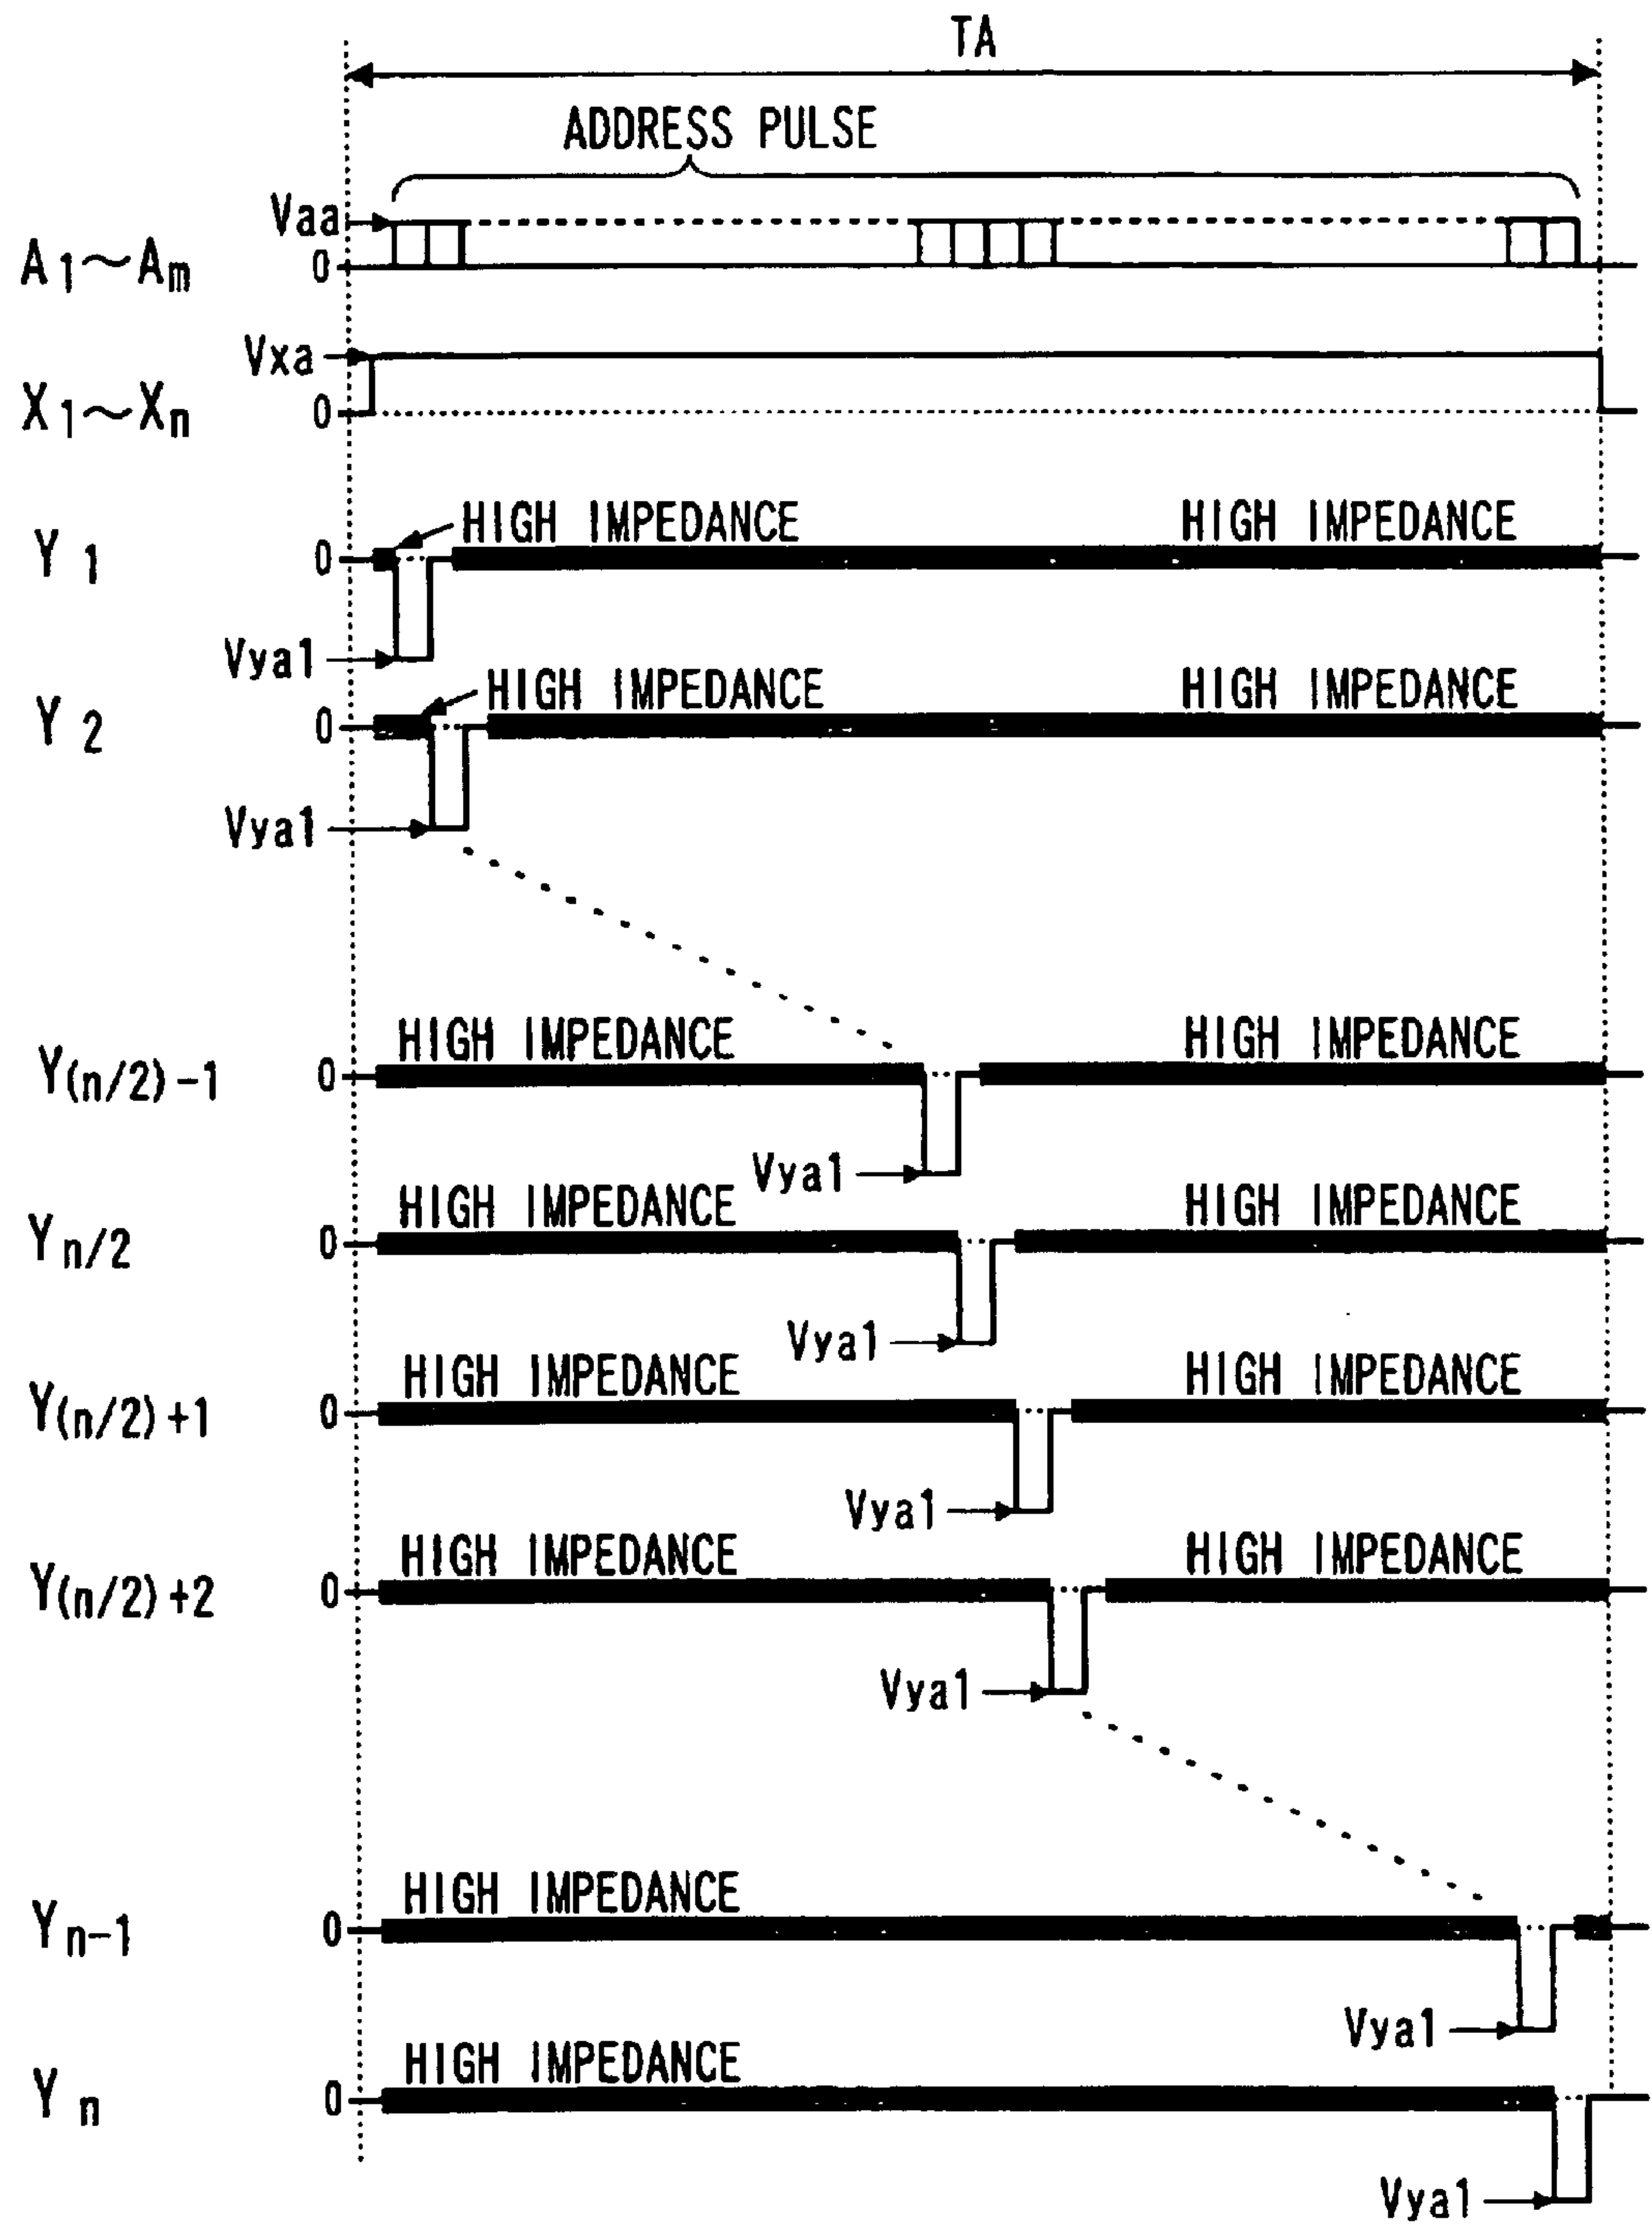 TA
ADDRESS PULSE
Vaa
A1~Am
0
Vxa
X1~Xn
0
HIGH IMPEDANCE HIGH IMPEDANCE
Y1
0
Vya1
HIGH IMPEDANCE HIGH IMPEDANCE
Y2
0
Vya1
HIGH IMPEDANCE HIGH IMPEDANCE
Y(n/2)-1
0
Vya1
HIGH IMPEDANCE HIGH IMPEDANCE
Yn/2
0
Vya1
HIGH IMPEDANCE HIGH IMPEDANCE
Y(n/2)+1
0
Vya1
HIGH IMPEDANCE HIGH IMPEDANCE
Y(n/2)+2
0
Vya1
HIGH IMPEDANCE
Yn-1
0
Vya1
HIGH IMPEDANCE
Yn
0
Vya1